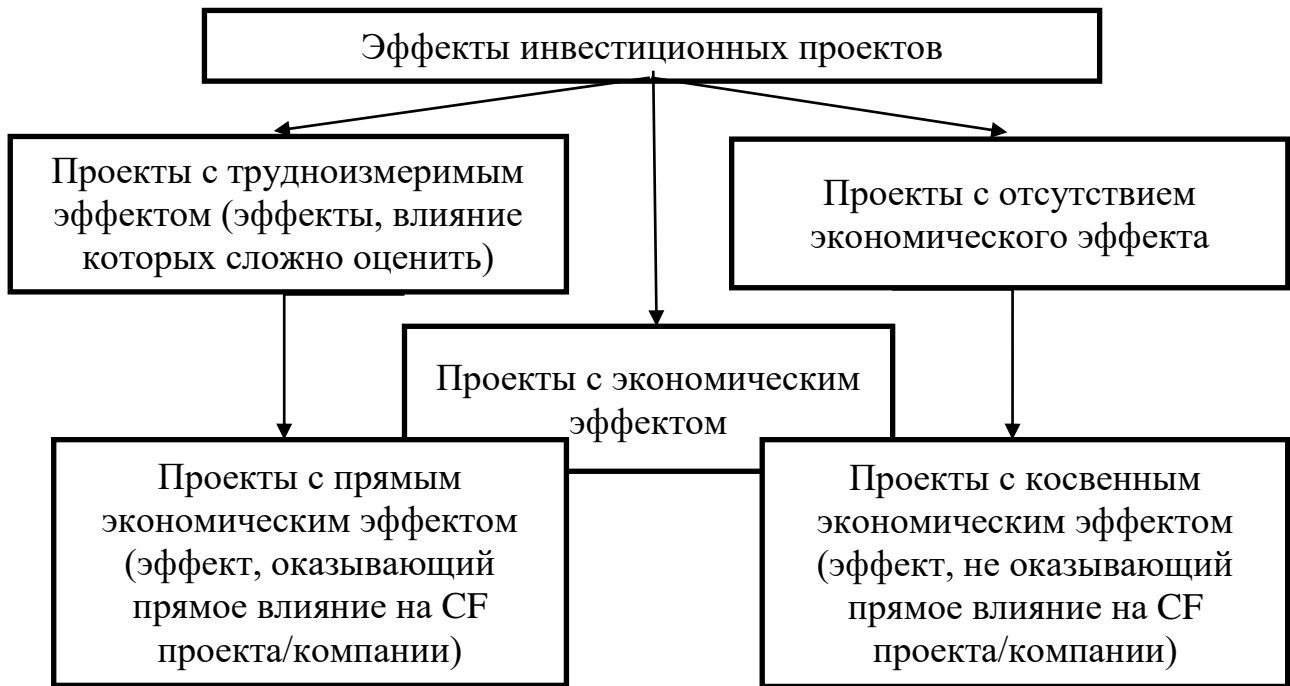 Эффекты инвестиционных проектов
Проекты с трудноизмеримым
эффектом (эффекты, влияние
которых сложно оценить)
Проекты с отсутствием
экономического эффекта
Проекты с экономическим
эффектом
Проекты с прямым
экономическим эффектом
(эффект, оказывающий
прямое влияние на CF
проекта/компании)
Проекты с косвенным
экономическим эффектом
(эффект, не оказывающий
прямое влияние на CF
проекта/компании)